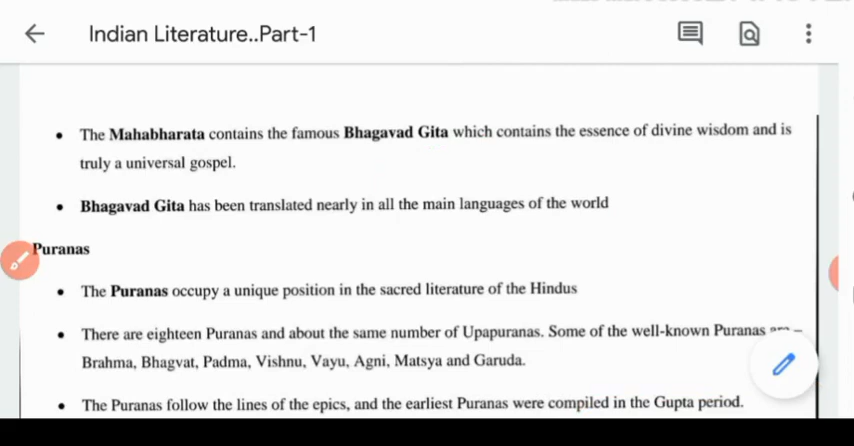 Indian Literature..Part-1
• The Mahabharata contains the famous Bhagavad Gita which contains the essence of divine wisdom and is
truly a universal gospel.
• Bhagavad Gita has been translated nearly in all the main languages of the world
Puranas
• The Puranas occupy a unique position in the sacred literature of the Hindus
• There are eighteen Puranas and about the same number of Upapuranas. Some of the well-known Puranas are –
Brahma, Bhagvat, Padma, Vishnu, Vayu, Agni, Matsya and Garuda.
• The Puranas follow the lines of the epics, and the earliest Puranas were compiled in the Gupta period.